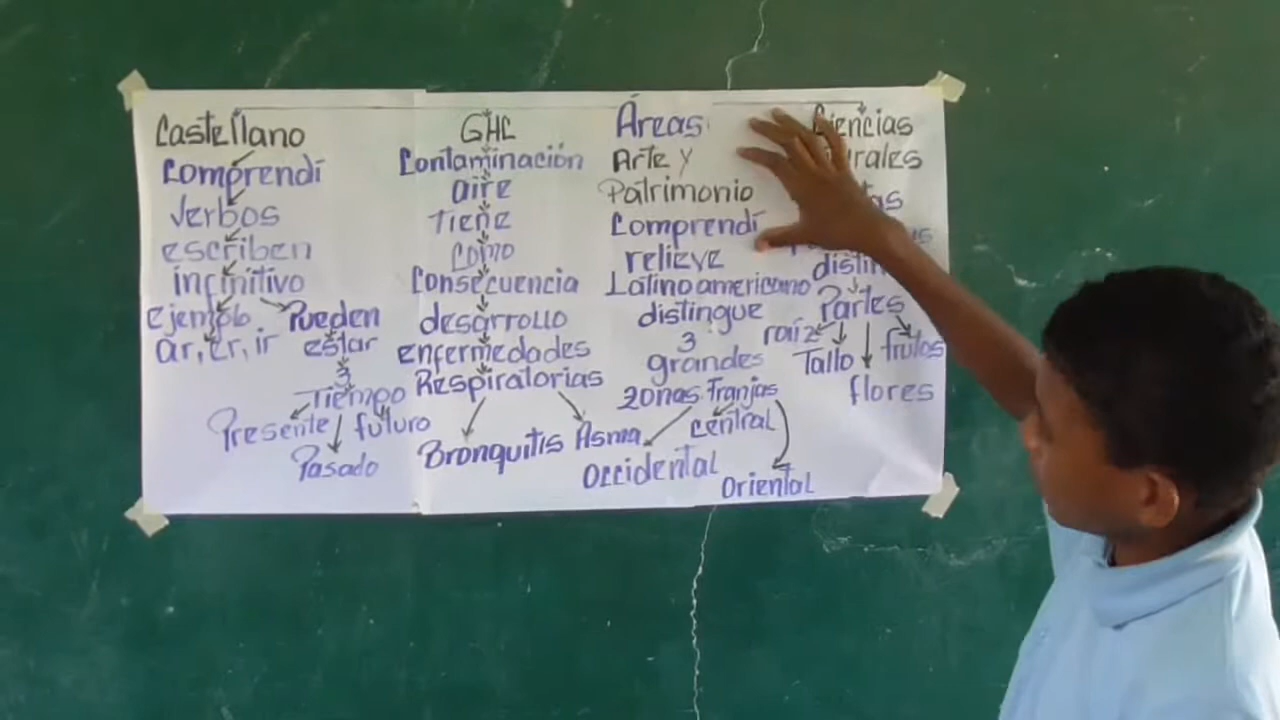 Áreas
Castellano
Comprendí
verbos
escriben
infinitivo
ejemplo Pueden
ar, er, ir estar
3
Tiempo
Presente futuro
Pasado
GHC
Contaminación
aire
Tiene
como
Consecuencia
desarrollo
enfermedades
Respiratorias
Bronquitis Asma
Arte y
Patrimonio
Comprendí
relieve
Latinoamericano
distingue
3
grandes
zonas franjas
central
Occidental
Oriental
Ciencias
Partes
raíz frutos
Tallo
flores